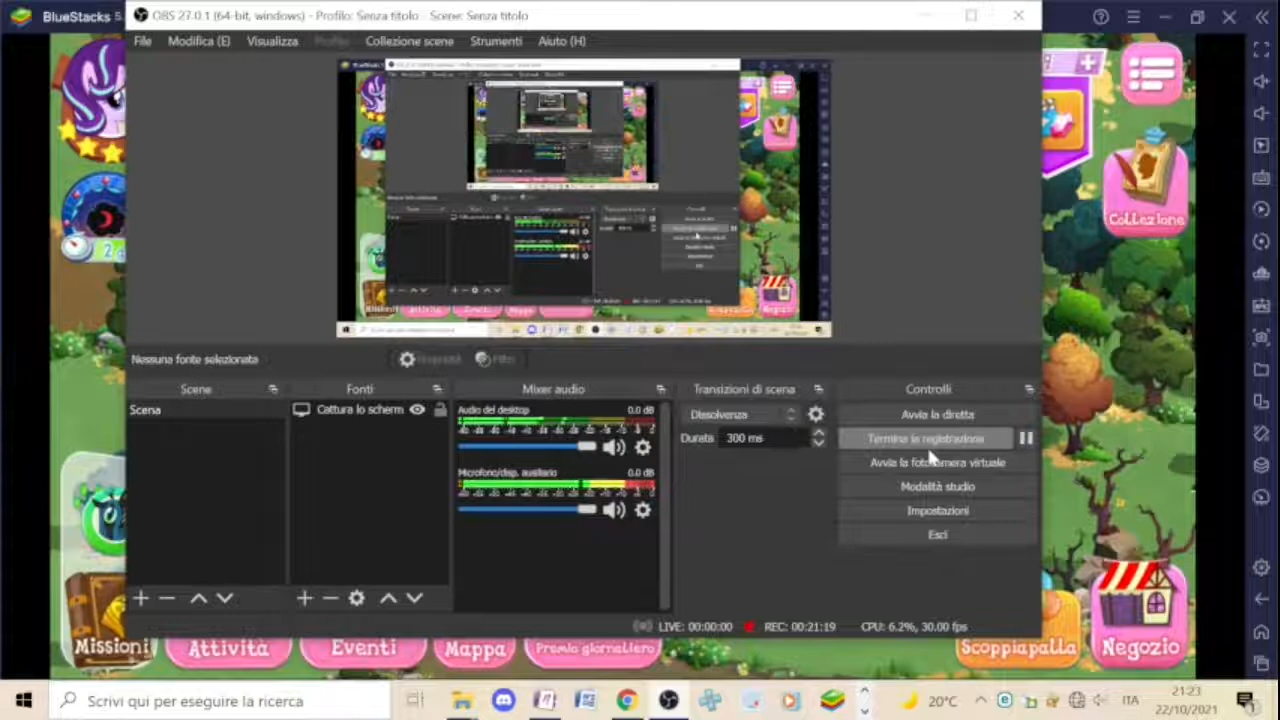 BlueStacks 5
OBS 27.0.1 (64-bit, windows) - Profilo: Senza titolo - Scene: Senza titolo
File Modifica (E) Visualizza Profilo Collezione scene Strumenti Aiuto (H)
Collezione
Nessuna fonte selezionata
Proprietà
Filtri
Scene
Fonti
Mixer audio
Transizioni di scena
Controlli
Scena
Cattura lo schermo
Audio del desktop 0.0 dB
Microfono/disp. ausiliario 0.0 dB
Dissolvenza
Durata 300 ms
Avvia la diretta
Termina la registrazione
Avvia la fotocamera virtuale
Modalità studio
Impostazioni
Esci
LIVE: 00:00:00 REC: 00:21:19 CPU: 6.2%, 30.00 fps
Missioni
Attività
Eventi
Mappa
Premio giornaliero
Scoppiapalla
Negozio
Scrivi qui per eseguire la ricerca
20°C
ITA
21:23
22/10/2021